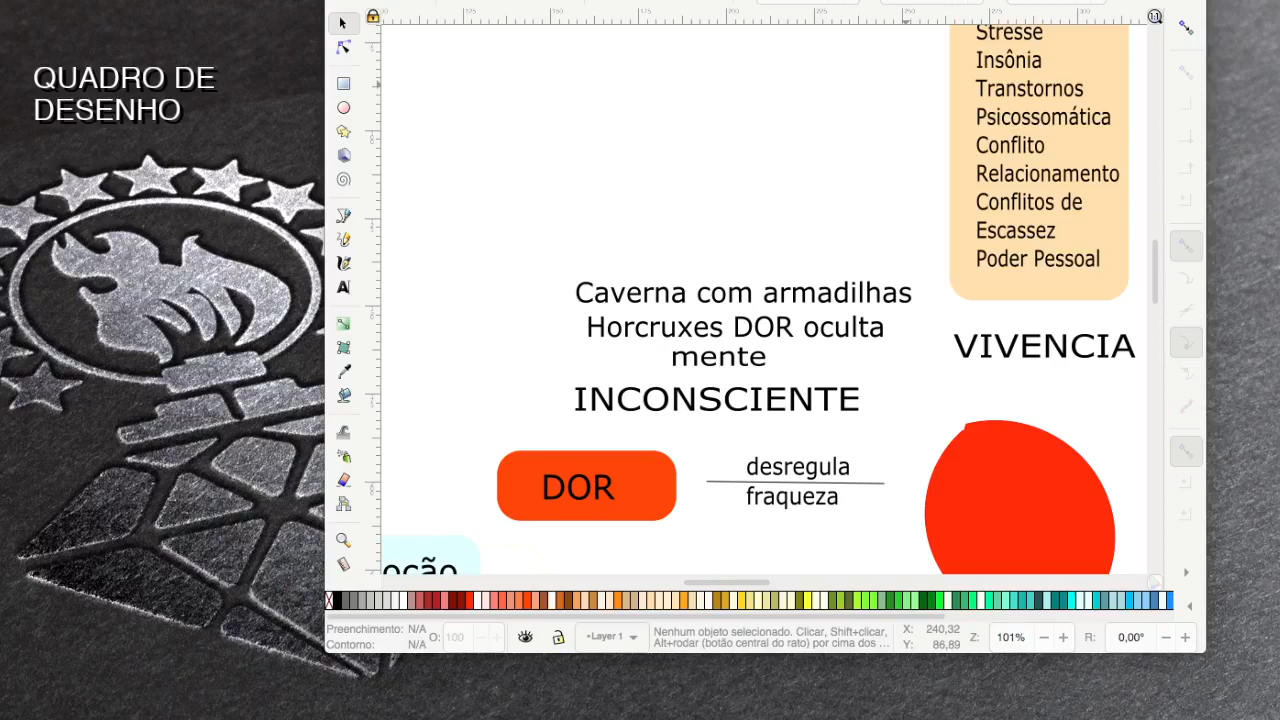 QUADRO DE
DESENHO
Stresse
Insônia
Transtornos
Psicossomática
Conflito
Relacionamento
Conflitos de
Escassez
Poder Pessoal
Caverna com armadilhas
Horcruxes DOR oculta
mente
INCONSCIENTE
VIVENCIA
DOR
desregula
fraqueza
oção
Preenchimento: N/A
Contorno: N/A
O: 100
•Layer 1
Nenhum objeto selecionado. Clicar, Shift+clicar,
Alt+rodar (botão central do rato) por cima dos ...
X: 240,32
Y: 86,89
Z: 101%
R: 0,00°